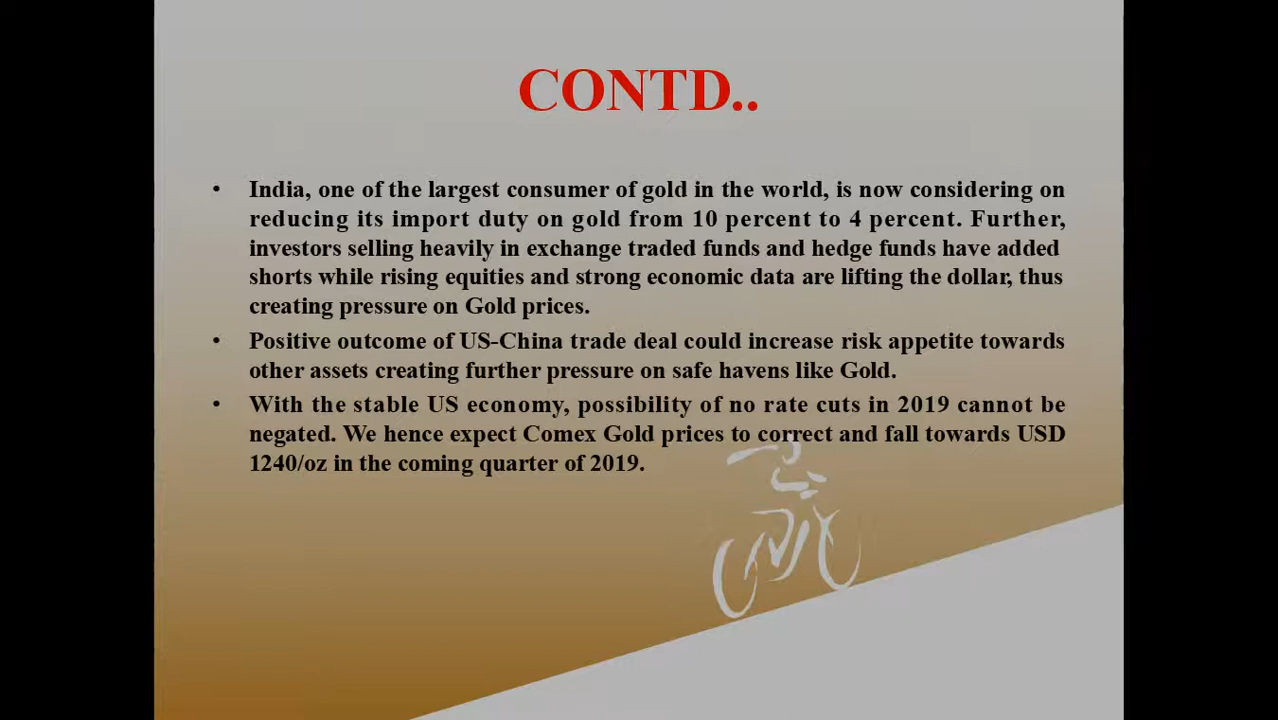 CONTD..
• India, one of the largest consumer of gold in the world, is now considering on
reducing its import duty on gold from 10 percent to 4 percent. Further,
investors selling heavily in exchange traded funds and hedge funds have added
shorts while rising equities and strong economic data are lifting the dollar, thus
creating pressure on Gold prices.
• Positive outcome of US-China trade deal could increase risk appetite towards
other assets creating further pressure on safe havens like Gold.
• With the stable US economy, possibility of no rate cuts in 2019 cannot be
negated. We hence expect Comex Gold prices to correct and fall towards USD
1240/oz in the coming quarter of 2019.